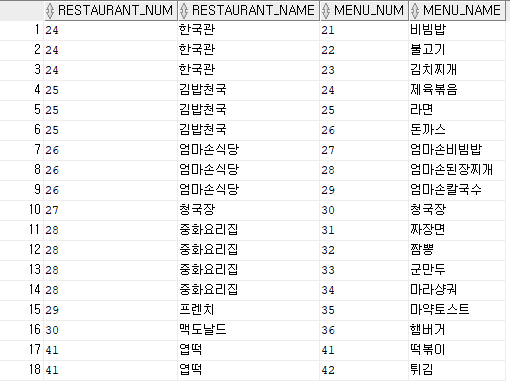 RESTAURANT_NUM RESTAURANT_NAME MENU_NUM MENU_NAME
1 24 한국관 21 비빔밥
2 24 한국관 22 불고기
3 24 한국관 23 김치찌개
4 25 김밥천국 24 제육볶음
5 25 김밥천국 25 라면
6 25 김밥천국 26 돈까스
7 26 엄마손식당 27 엄마손비빔밥
8 26 엄마손식당 28 엄마손된장찌개
9 26 엄마손식당 29 엄마손칼국수
10 27 청국장 30 청국장
11 28 중화요리집 31 짜장면
12 28 중화요리집 32 짬뽕
13 28 중화요리집 33 군만두
14 28 중화요리집 34 마라샹궈
15 29 프렌치 35 마약토스트
16 30 맥도날드 36 햄버거
17 41 엽떡 41 떡볶이
18 41 엽떡 42 튀김